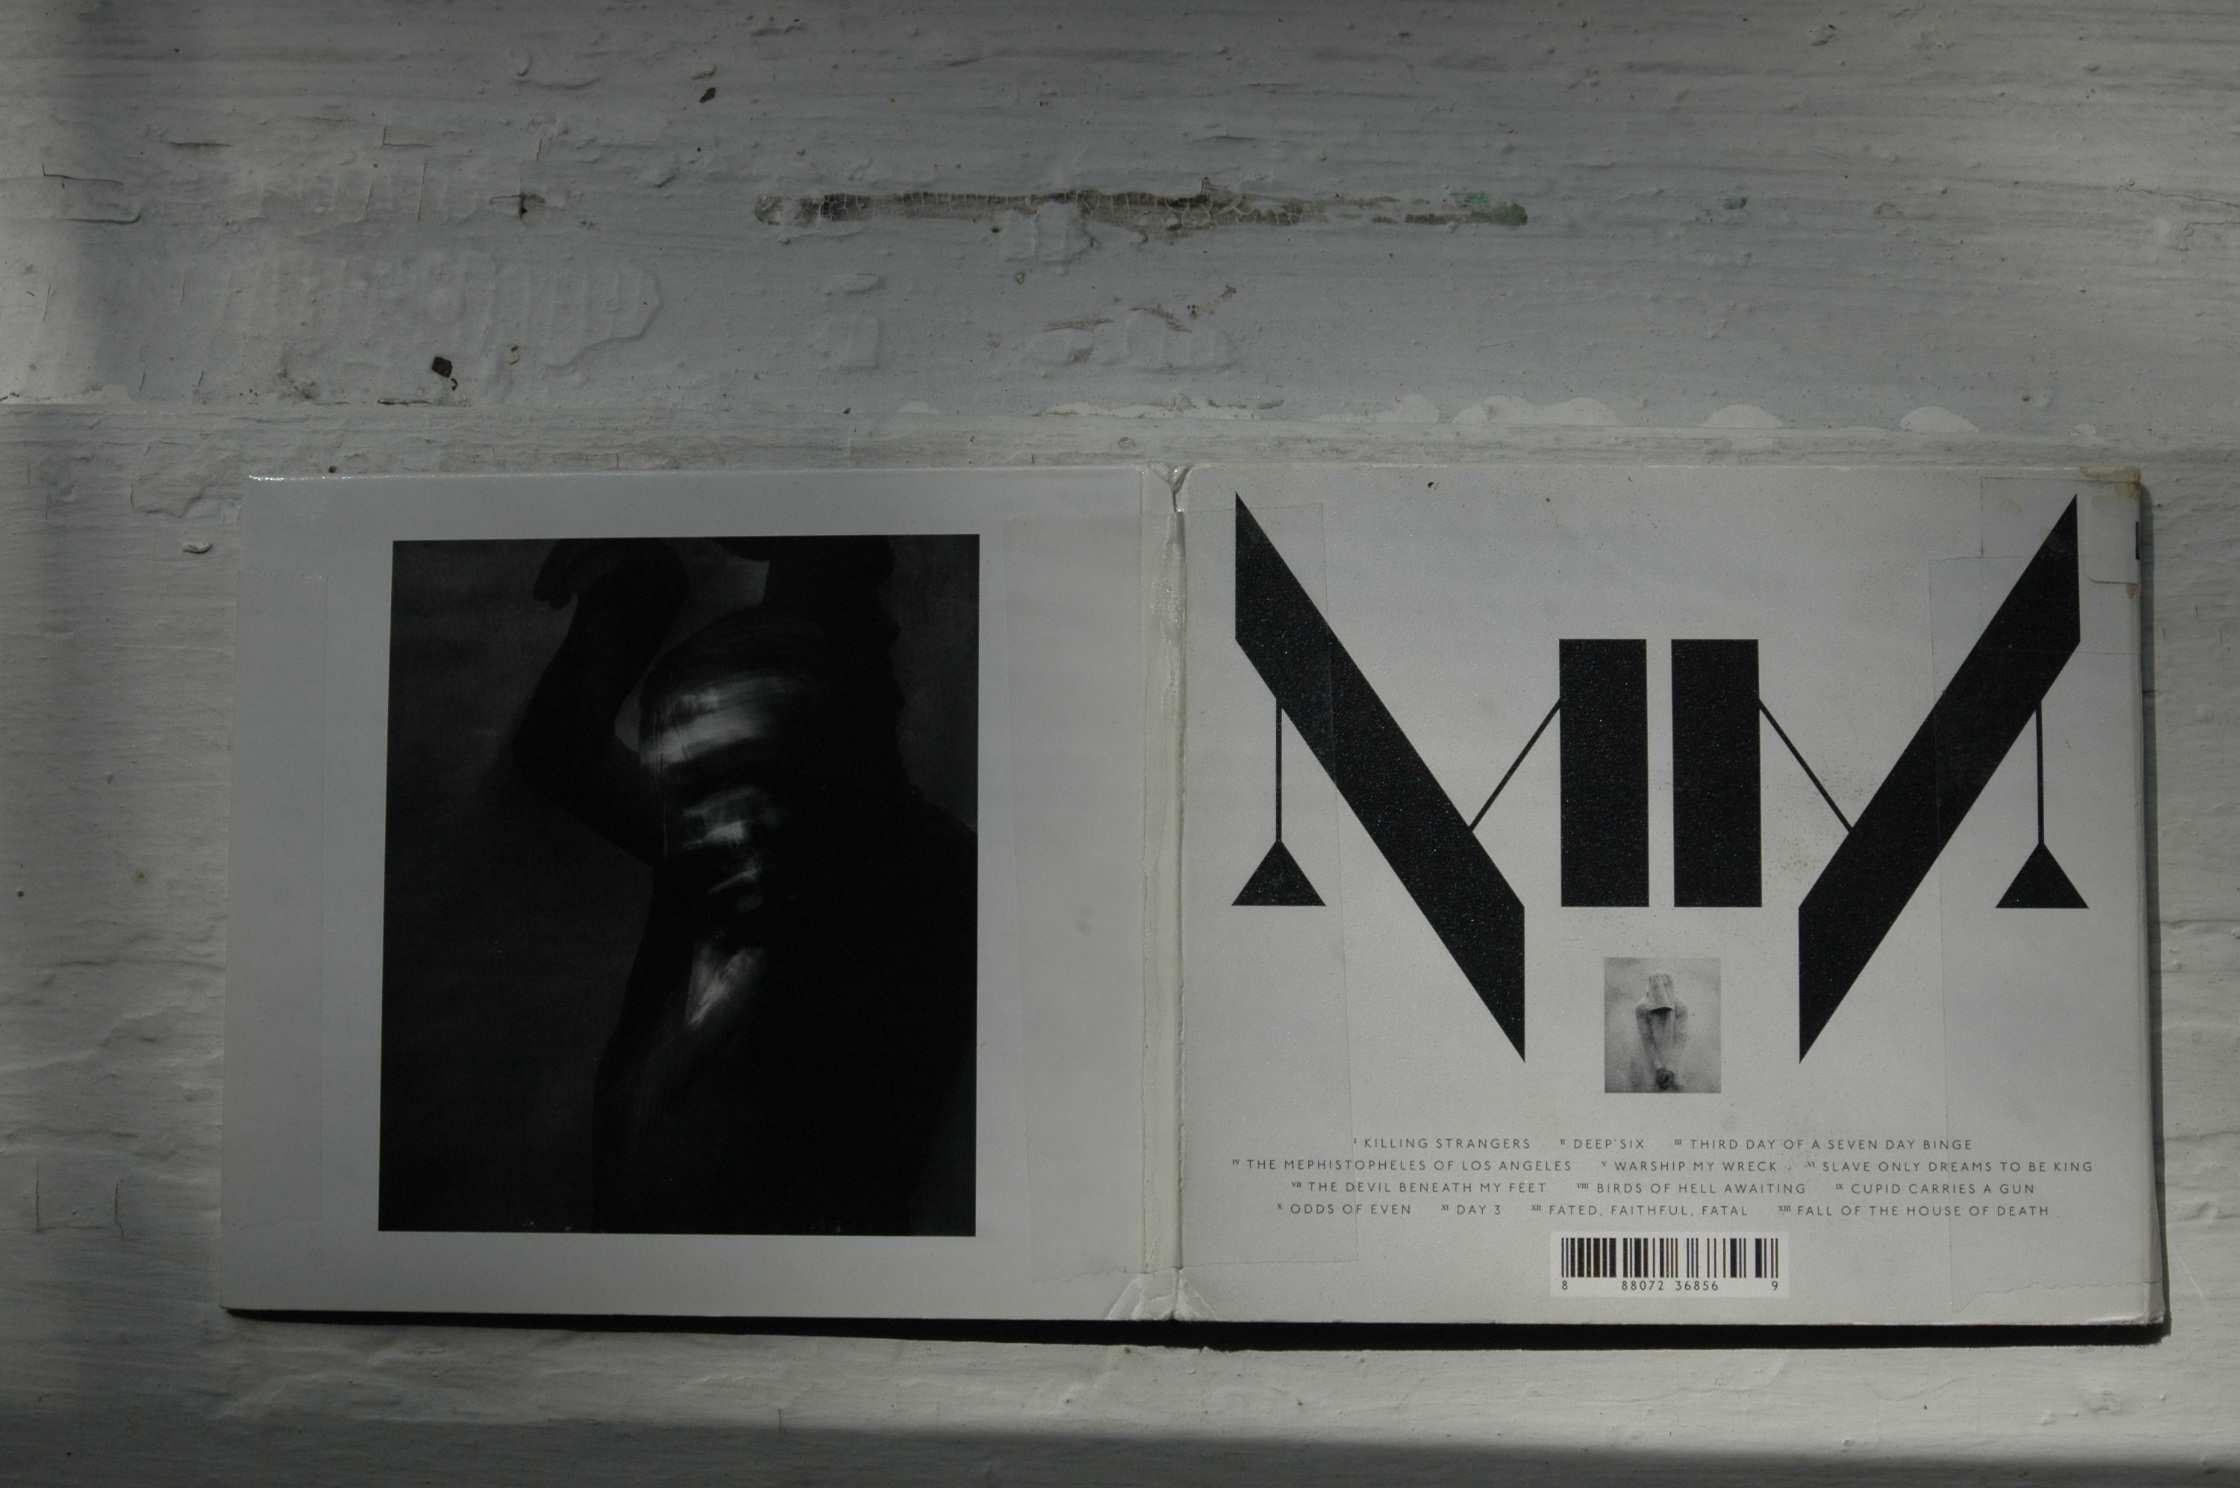 I KILLING STRANGERS II DEEP SIX III THIRD DAY OF A SEVEN DAY BINGE
IV THE MEPHISTOPHELES OF LOS ANGELES V WARSHIP MY WRECK VI SLAVE ONLY DREAMS TO BE KING
VII THE DEVIL BENEATH MY FEET VIII BIRDS OF HELL AWAITING IX CUPID CARRIES A GUN
X ODDS OF EVEN XI DAY 3 XII FATED, FAITHFUL, FATAL XIII FALL OF THE HOUSE OF DEATH
8 88072 36856 9